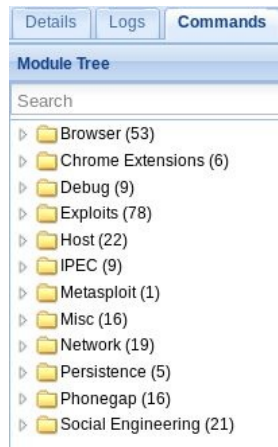 Details Logs Commands
Module Tree
Search
Browser (53)
Chrome Extensions (6)
Debug (9)
Exploits (78)
Host (22)
IPEC (9)
Metasploit (1)
Misc (16)
Network (19)
Persistence (5)
Phonegap (16)
Social Engineering (21)